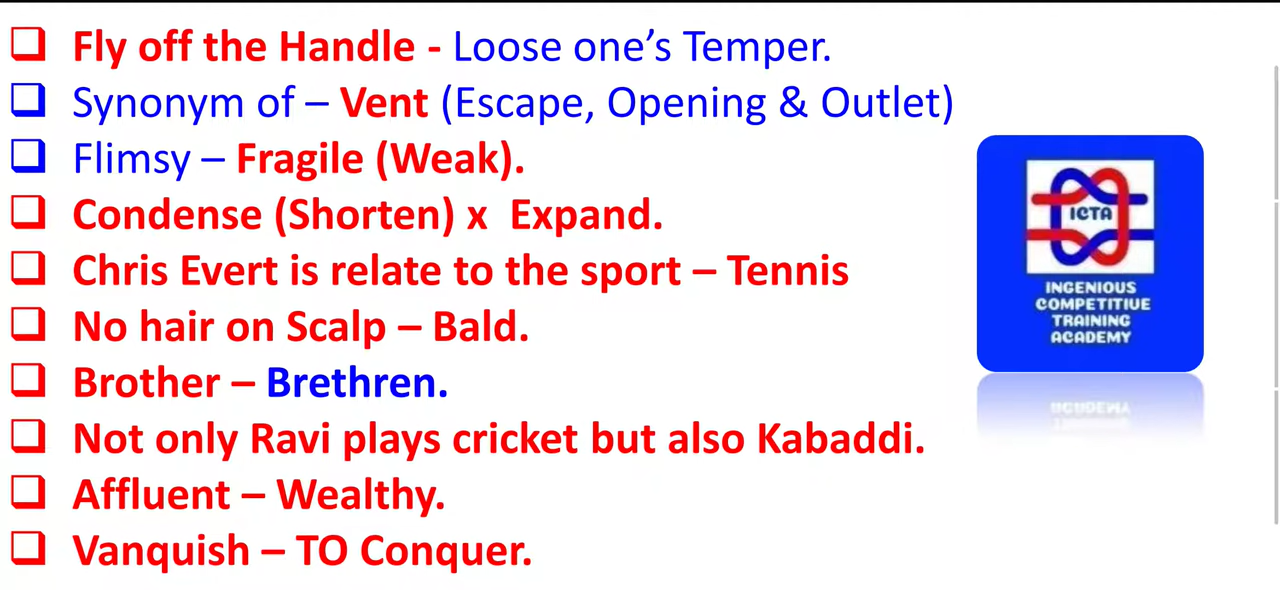 Fly off the Handle - Loose one's Temper.
Synonym of – Vent (Escape, Opening & Outlet)
Flimsy – Fragile (Weak).
Condense (Shorten) x Expand.
Chris Evert is relate to the sport – Tennis
No hair on Scalp – Bald.
Brother – Brethren.
Not only Ravi plays cricket but also Kabaddi.
Affluent – Wealthy.
Vanquish – TO Conquer.
ICTA
INGENIOUS
COMPETITIVE
TRAINING
ACADEMY